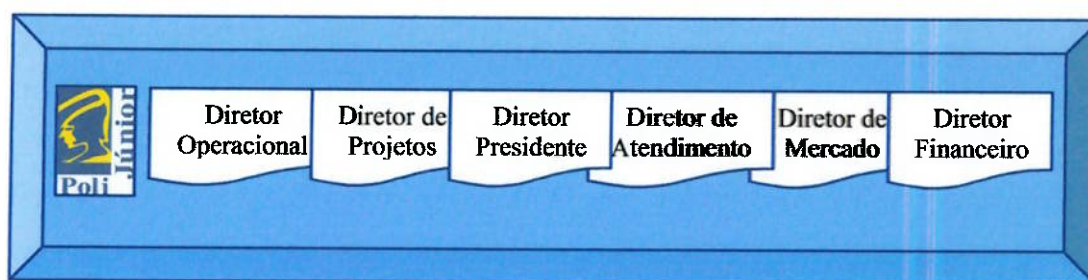 Poli
Júnior
Diretor
Operacional
Diretor de
Projetos
Diretor
Presidente
Diretor de
Atendimento
Diretor de
Mercado
Diretor
Financeiro